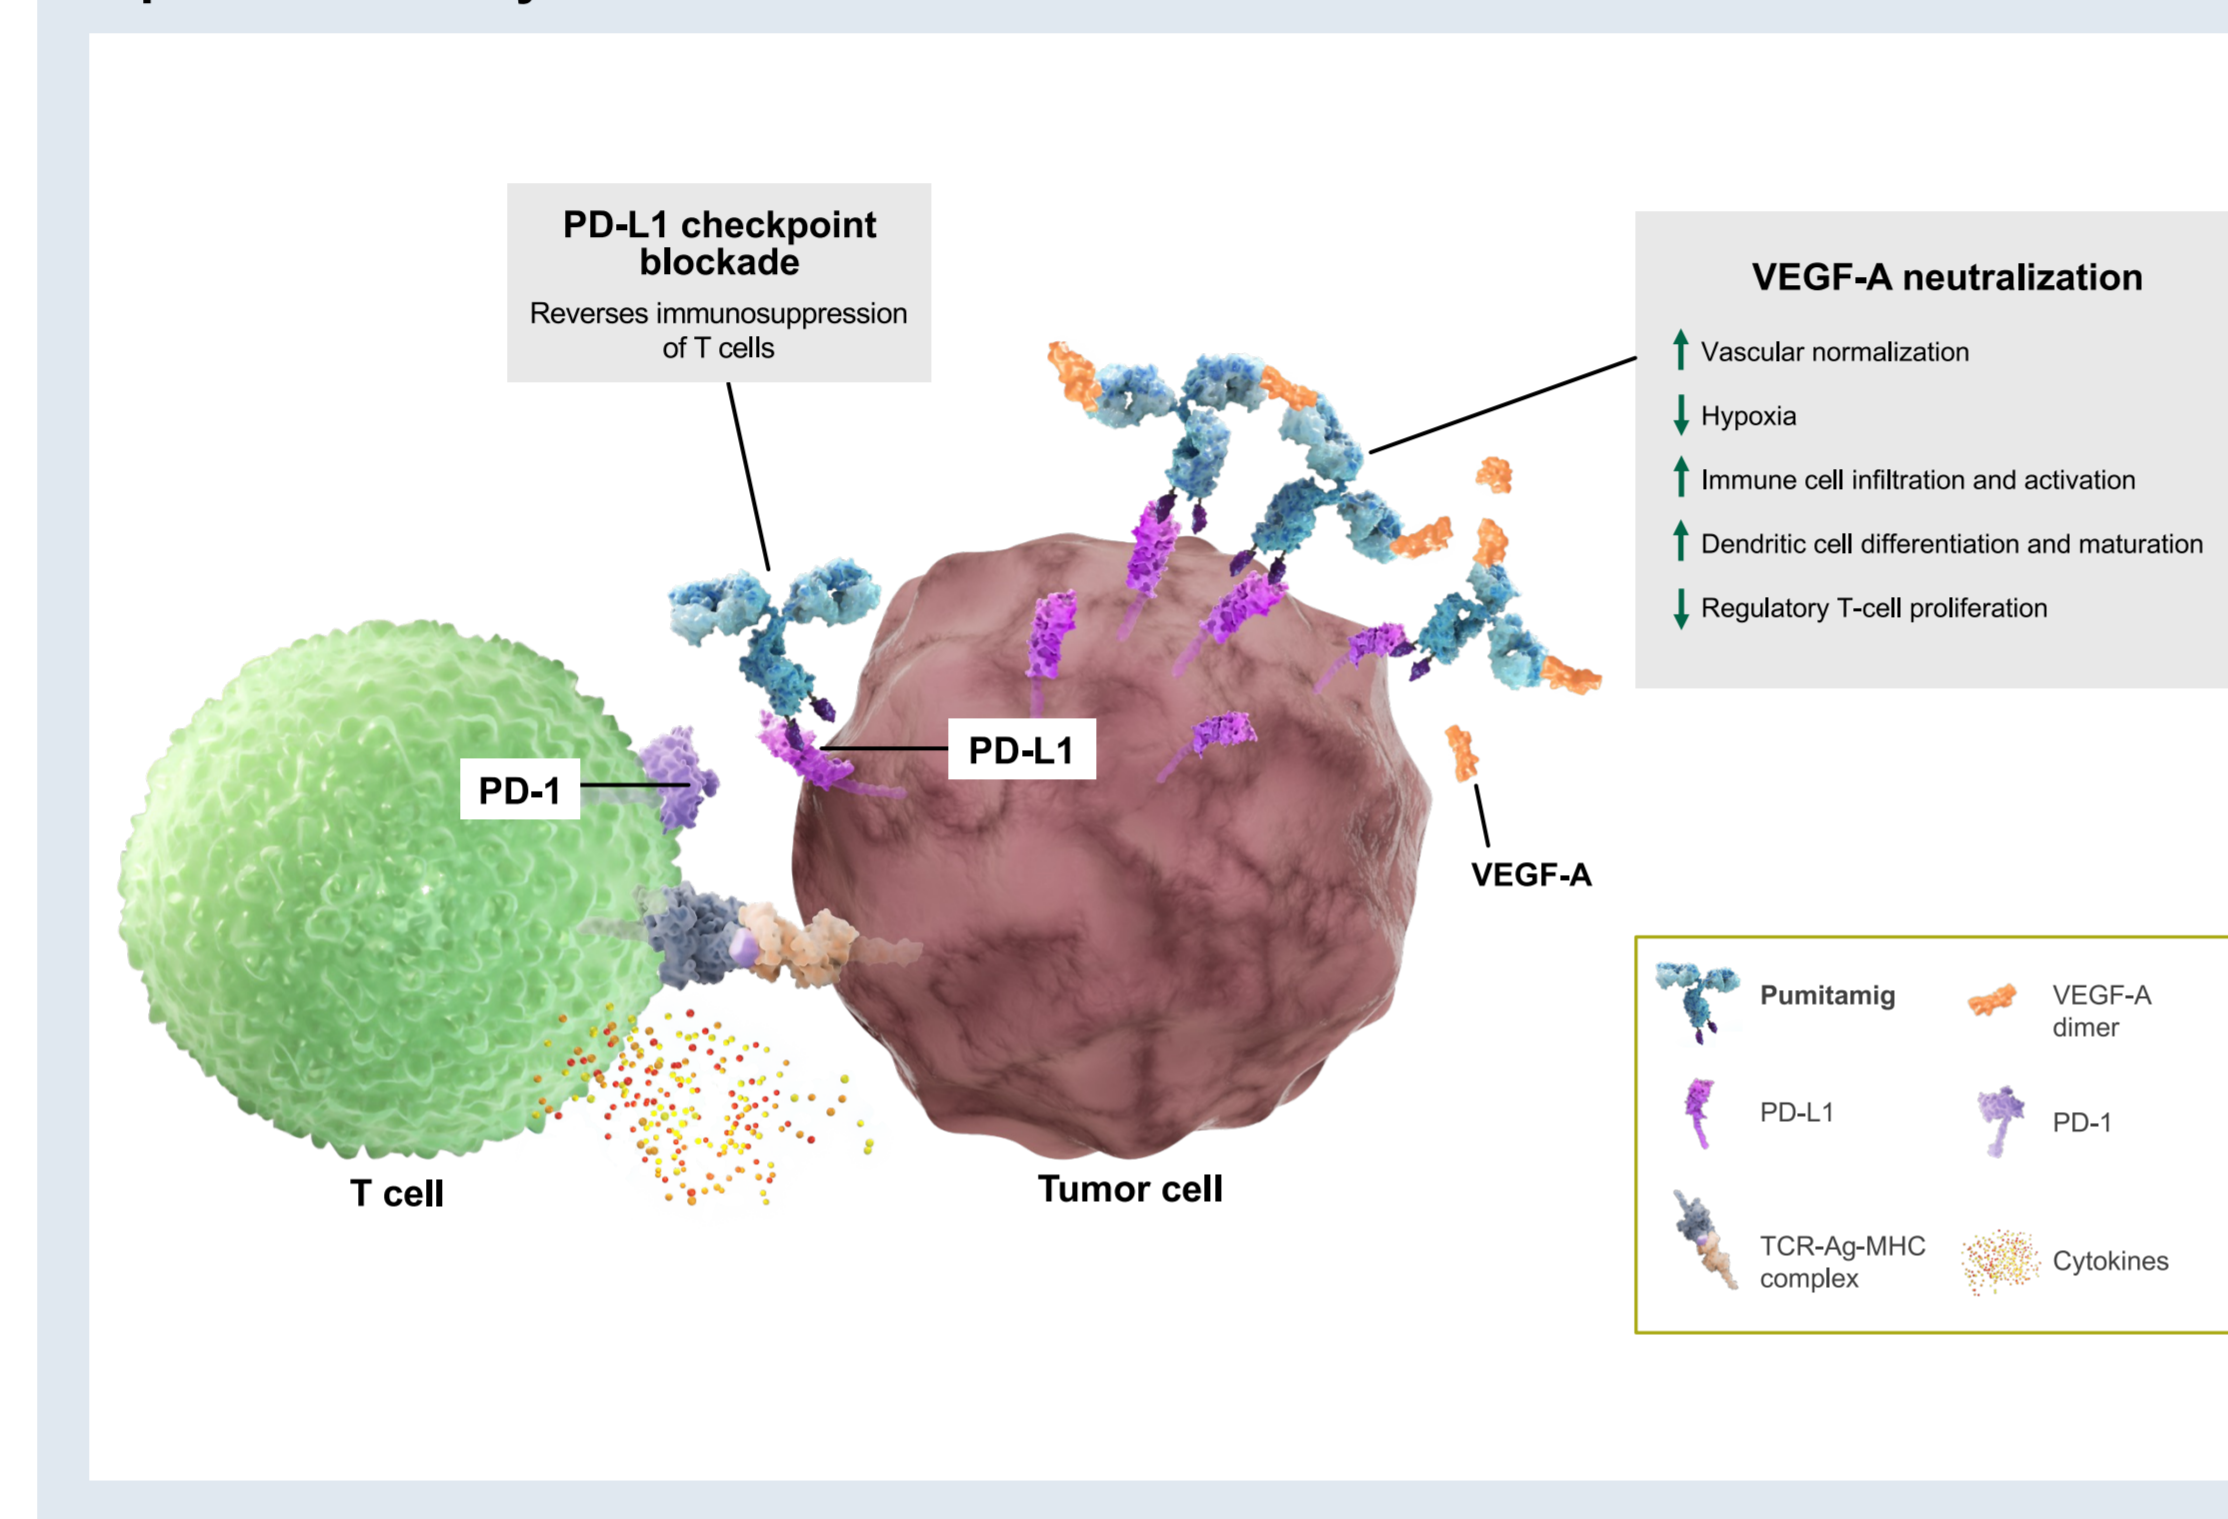 PD-L1 checkpoint
blockade
Reverses immunosuppression
of T cells
VEGF-A neutralization
Vascular normalization
Hypoxia
Immune cell infiltration and activation
Dendritic cell differentiation and maturation
Regulatory T-cell proliferation
PD-L1
PD-1
VEGF-A
T cell
Tumor cell
Pumitamig
VEGF-A
dimer
PD-L1
PD-1
TCR-Ag-MHC
complex
Cytokines